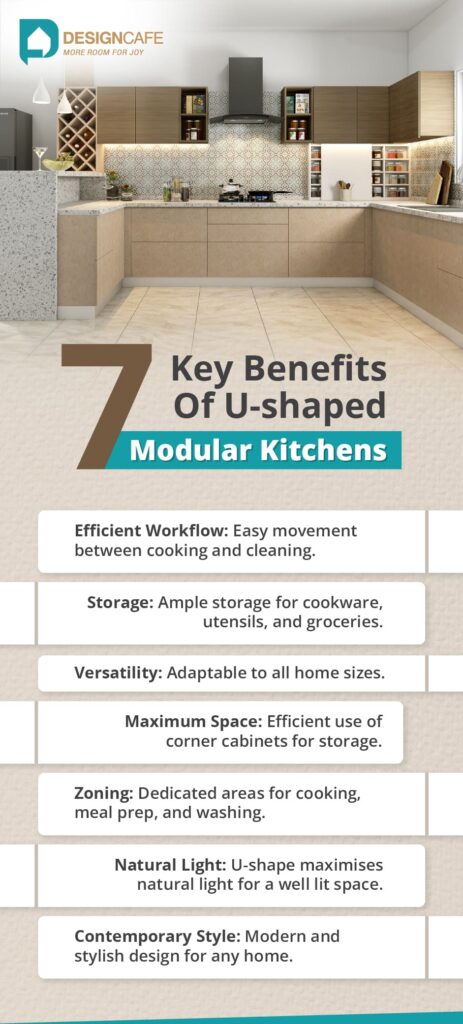 DESIGNCAFE
MORE ROOM FOR JOY
7
Key Benefits
Of U-shaped
Modular Kitchens
Efficient Workflow: Easy movement
between cooking and cleaning.
Storage: Ample storage for cookware,
utensils, and groceries.
Versatility: Adaptable to all home sizes.
Maximum Space: Efficient use of
corner cabinets for storage.
Zoning: Dedicated areas for cooking,
meal prep, and washing.
Natural Light: U-shape maximises
natural light for a well lit space.
Contemporary Style: Modern and
stylish design for any home.